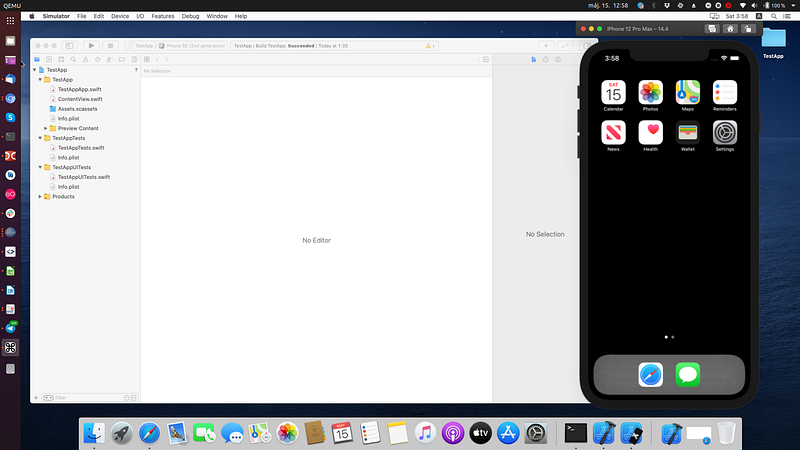 QEMU
máj. 15. 12:58
100 %
Simulator File Edit Device I/O Features Debug Window Help
Sat 3:58
TestApp iPhone SE (2nd generation)
TestApp | Build TestApp: Succeeded | Today at 1:35
1
iPhone 12 Pro Max – 14.4
TestApp
TestApp
No Selection
TestApp
TestAppApp.swift
ContentView.swift
Assets.xcassets
Info.plist
Preview Content
TestAppTests
TestAppTests.swift
Info.plist
TestAppUITests
TestAppUITests.swift
Info.plist
Products
No Editor
No Selection
Filter
3:58
SAT
15
Calendar
Photos
Maps
Reminders
News
Health
Wallet
Settings
MAY
15
tv